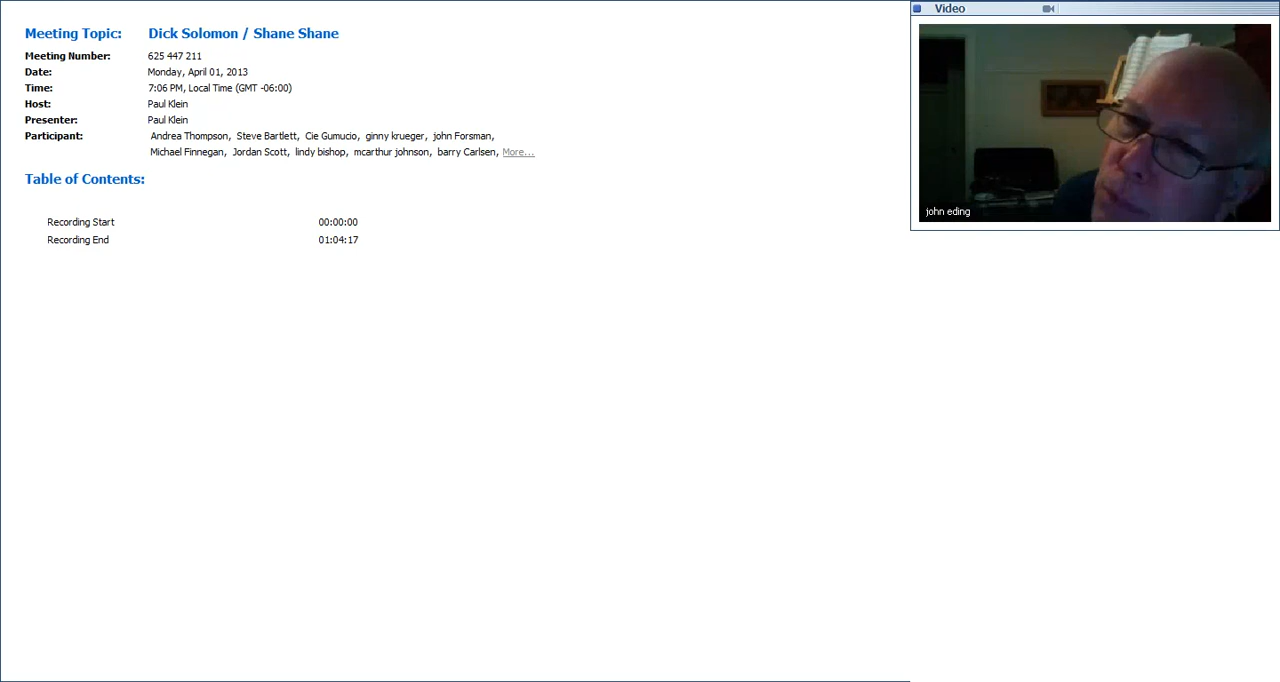 Meeting Topic: Dick Solomon / Shane Shane
Meeting Number: 625 447 211
Date: Monday, April 01, 2013
Time: 7:06 PM, Local Time (GMT -06:00)
Host: Paul Klein
Presenter: Paul Klein
Participant: Andrea Thompson, Steve Bartlett, Cie Gumucio, ginny krueger, john Forsman,
Michael Finnegan, Jordan Scott, lindy bishop, mcarthur johnson, barry Carlsen, More...
Table of Contents:
Recording Start 00:00:00
Recording End 01:04:17
Video
john eding